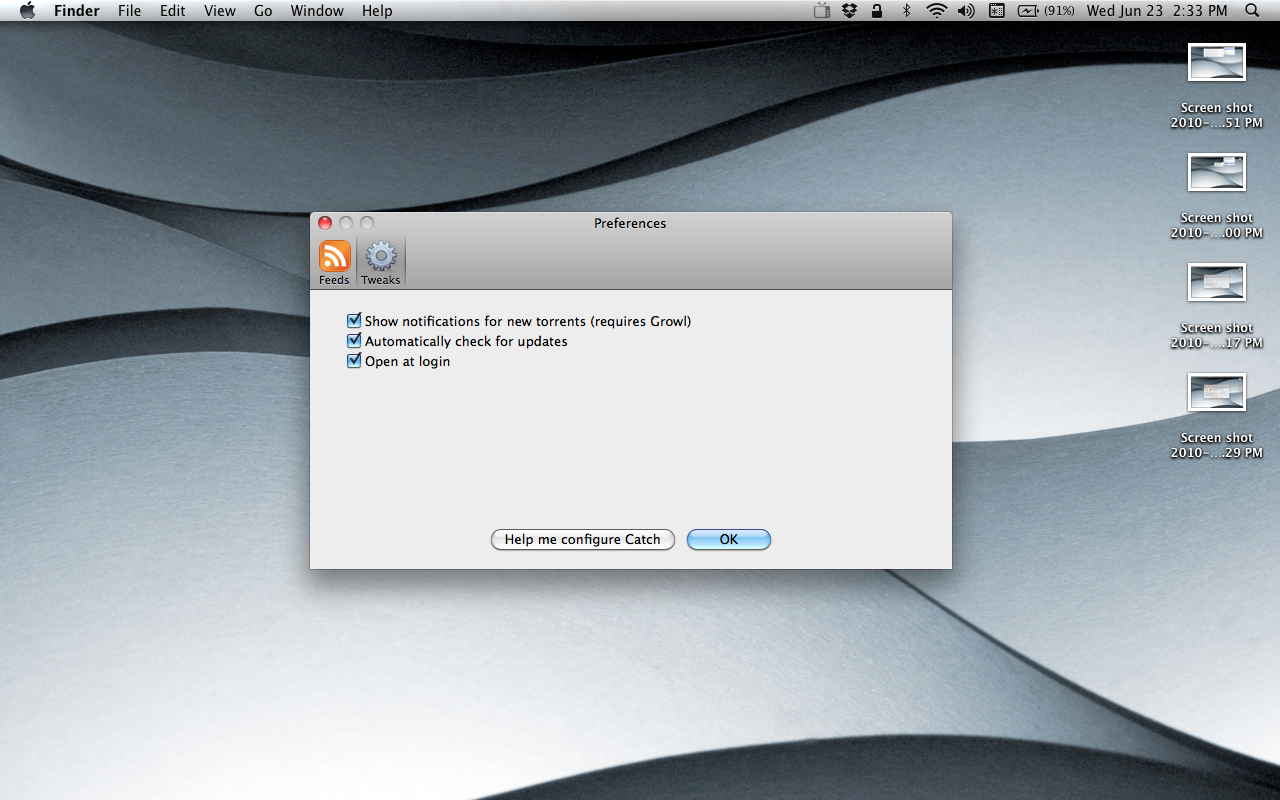 Finder File Edit View Go Window Help (91%) Wed Jun 23 2:33 PM
Screen shot
2010-....51 PM
Screen shot
2010-....00 PM
Screen shot
2010-....17 PM
Screen shot
2010-....29 PM
Preferences
Feeds Tweaks
Show notifications for new torrents (requires Growl)
Automatically check for updates
Open at login
Help me configure Catch OK